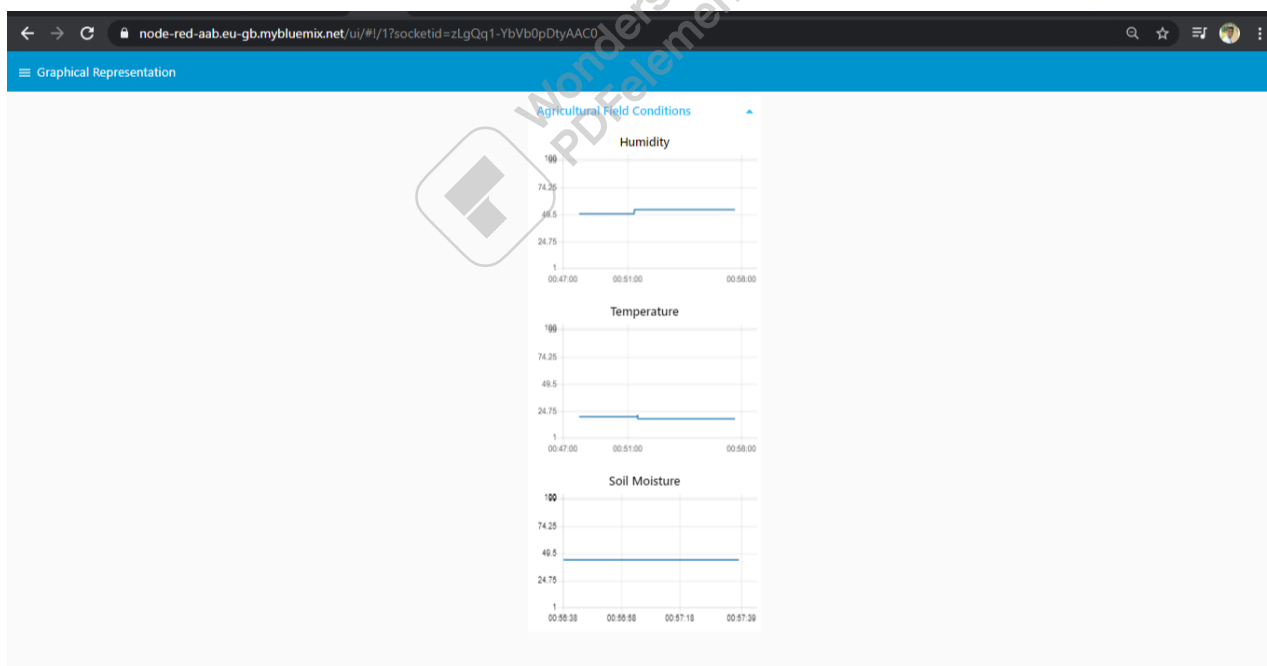 node-red-aab.eu-gb.mybluemix.net/ui/#!/1?socketid=zLgQq1-YbVb0pDtyAAC0
Graphical Representation
Wonders
PDFelemen
Agricultural Field Conditions
Humidity
74.25
49.5
24.75
1
00:47:00 00:51:00 00:58:00
Temperature
74.25
49.5
24.75
1
00:47:00 00:51:00 00:58:00
Soil Moisture
74.25
49.5
24.75
1
00:56:38 00:56:58 00:57:18 00:57:39